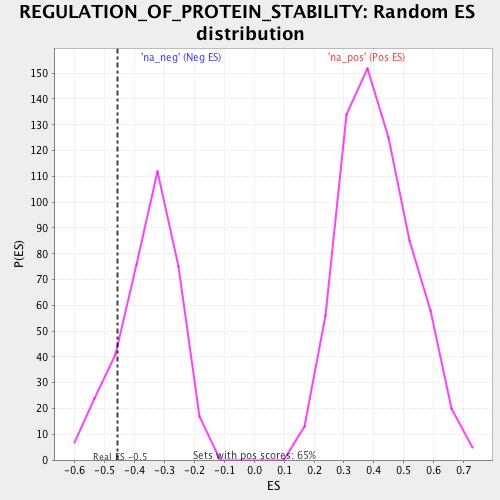 REGULATION_OF_PROTEIN_STABILITY: Random ES
distribution
'na_neg' (Neg ES)
'na_pos' (Pos ES)
150
140
130
120
110
100
90
80
70
60
50
40
30
20
10
0
P(ES)
Real ES -0.5
Sets with pos scores: 65%
-0.6 -0.5 -0.4 -0.3 -0.2 -0.1 0.0 0.1 0.2 0.3 0.4 0.5 0.6 0.7
ES